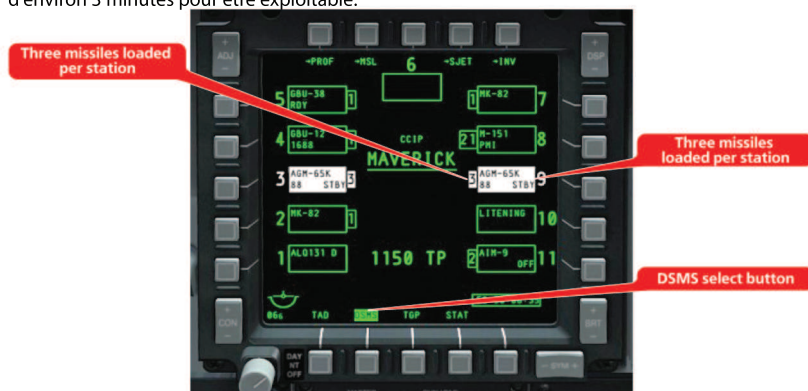 d'environ 3 minutes pour être exploitable.
Three missiles loaded
per station
ADJ
DSP
→PROF →MSL 6 →SJET →INV
5 GBU-38 1
RDY
1 MK-82 7
4 GBU-12 1
1688
CCIP
21 M-151 8
PMI
MAVERICK
Three missiles
loaded per station
3 AGM-65K 3
88 STBY
3 AGM-65K 9
88 STBY
2 MK-82 1
LITENING 10
1 ALQ131 D
1150 TP
2 AIM-9 11
OFF
DSMS select button
CON
BRT
TAD DSMS TGP STAT
DAY
NT
OFF